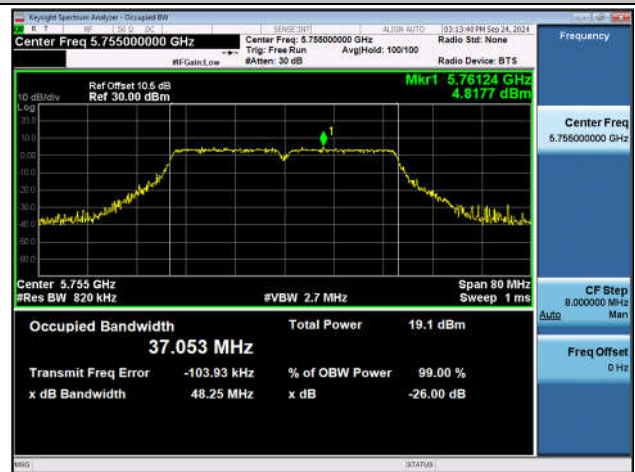 Keysight Spectrum Analyzer - Occupied BW
R T RF 50 Ω DC SENSE:INT ALIGN AUTO 03:13:40 PM Sep 24, 2024
Center Freq 5.755000000 GHz
#IFGain:Low
Center Freq: 5.755000000 GHz
Trig: Free Run Avg|Hold: 100/100
#Atten: 30 dB
Radio Std: None
Radio Device: BTS
Frequency
Mkr1 5.76124 GHz
4.8177 dBm
Ref Offset 10.5 dB
10 dB/div Ref 30.00 dBm
Log
20.0
10.0
0.00
-10.0
-20.0
-30.0
-40.0
-50.0
-60.0
1
Center 5.755 GHz Span 80 MHz
#Res BW 820 kHz #VBW 2.7 MHz Sweep 1 ms
Occupied Bandwidth Total Power 19.1 dBm
37.053 MHz
Transmit Freq Error -103.93 kHz % of OBW Power 99.00 %
x dB Bandwidth 48.25 MHz x dB -26.00 dB
Center Freq
5.755000000 GHz
CF Step
8.000000 MHz
Auto Man
Freq Offset
0 Hz
MSG STATUS